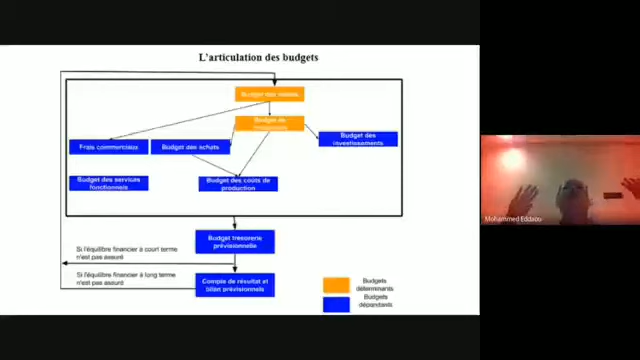 L'articulation des budgets
Budget des ventes
Budget de
Frais commerciaux
Budget des achats
Budget des
investissements
Budget des services
fonctionnels
Budget des coûts de
production
Budget trésorerie
prévisionnelle
Si l'équilibre financier à court terme
n'est pas assuré
Si l'équilibre financier à long terme
n'est pas assuré
Compte de résultat et
bilan prévisionnels
Budgets
déterminants
Budgets
dépendants
Mohammed Eddaou